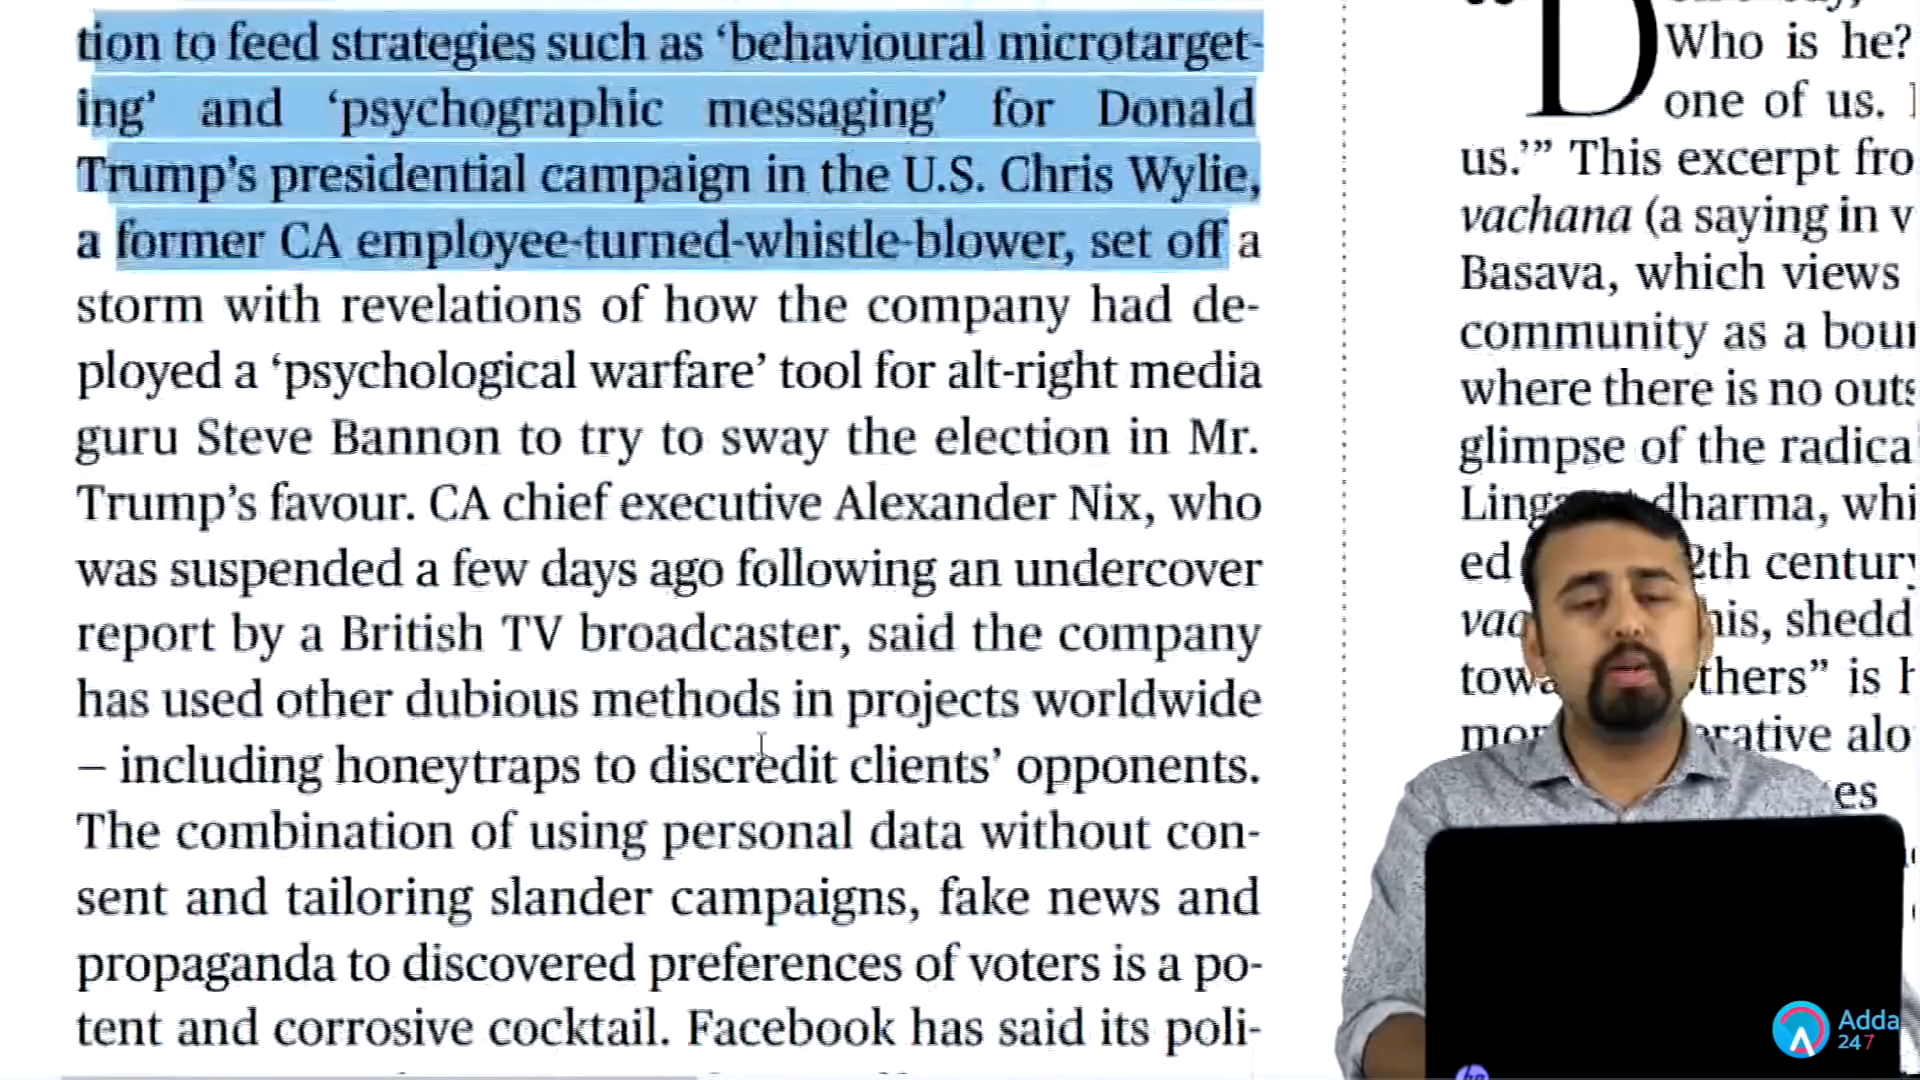 tion to feed strategies such as ‘behavioural microtarget-
ing’ and ‘psychographic messaging’ for Donald
Trump’s presidential campaign in the U.S. Chris Wylie,
a former CA employee-turned-whistle-blower, set off a
storm with revelations of how the company had de-
ployed a ‘psychological warfare’ tool for alt-right media
guru Steve Bannon to try to sway the election in Mr.
Trump’s favour. CA chief executive Alexander Nix, who
was suspended a few days ago following an undercover
report by a British TV broadcaster, said the company
has used other dubious methods in projects worldwide
– including honeytraps to discredit clients’ opponents.
The combination of using personal data without con-
sent and tailoring slander campaigns, fake news and
propaganda to discovered preferences of voters is a po-
tent and corrosive cocktail. Facebook has said its poli-
D
Who is he?
one of us.
us.’” This excerpt fro
vachana (a saying in v
Basava, which views
community as a bou
where there is no outs
glimpse of the radica
dharma, whi
ed 2th century
his, shedd
thers” is h
rative alo
es
Adda
247
hp